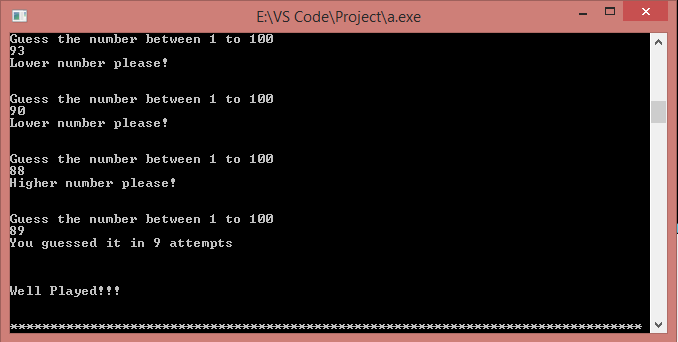 E:\VS Code\Project\a.exe
Guess the number between 1 to 100
93
Lower number please!
Guess the number between 1 to 100
90
Lower number please!
Guess the number between 1 to 100
88
Higher number please!
Guess the number between 1 to 100
89
You guessed it in 9 attempts
Well Played!!!
*******************************************************************************